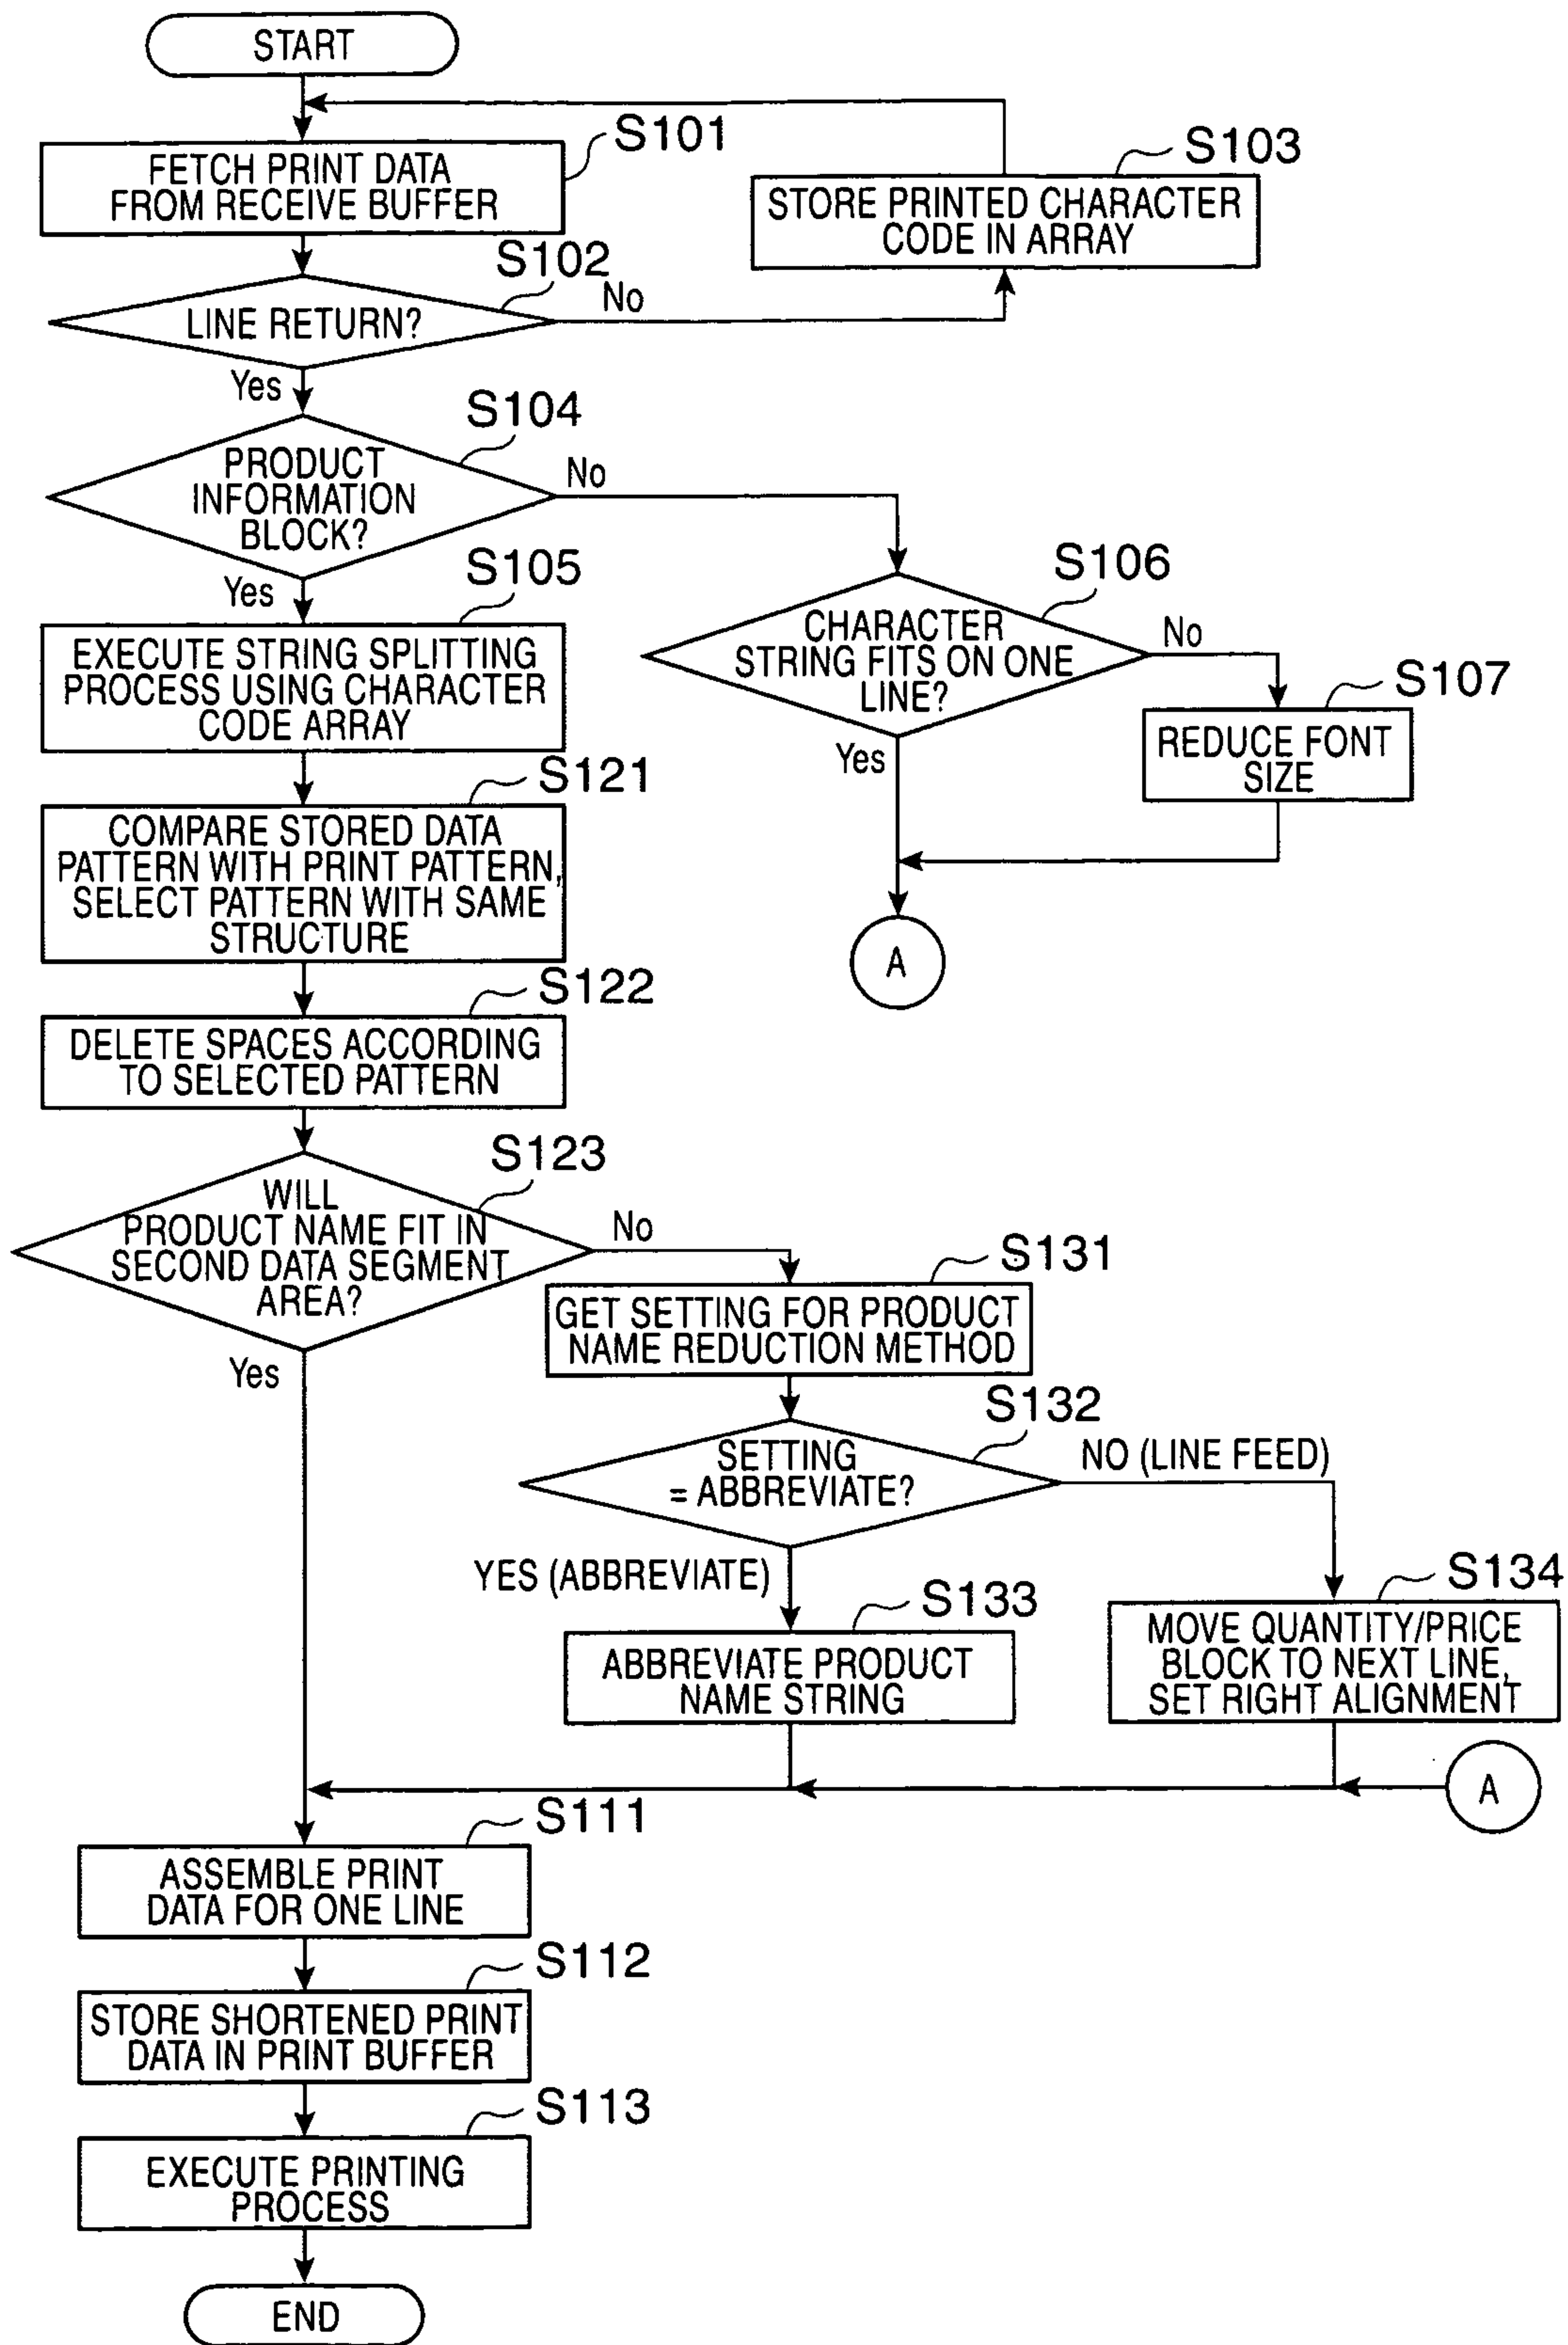 START
S101
FETCH PRINT DATA
FROM RECEIVE BUFFER
S103
STORE PRINTED CHARACTER
CODE IN ARRAY
S102
LINE RETURN?
No
Yes
S104
PRODUCT
INFORMATION
BLOCK?
No
Yes
S105
EXECUTE STRING SPLITTING
PROCESS USING CHARACTER
CODE ARRAY
S106
CHARACTER
STRING FITS ON ONE
LINE?
No
Yes
S107
REDUCE FONT
SIZE
A
S121
COMPARE STORED DATA
PATTERN WITH PRINT PATTERN,
SELECT PATTERN WITH SAME
STRUCTURE
S122
DELETE SPACES ACCORDING
TO SELECTED PATTERN
S123
WILL
PRODUCT NAME FIT IN
SECOND DATA SEGMENT
AREA?
No
Yes
S131
GET SETTING FOR PRODUCT
NAME REDUCTION METHOD
S132
SETTING
= ABBREVIATE?
NO (LINE FEED)
YES (ABBREVIATE)
S133
ABBREVIATE PRODUCT
NAME STRING
S134
MOVE QUANTITY/PRICE
BLOCK TO NEXT LINE,
SET RIGHT ALIGNMENT
A
S111
ASSEMBLE PRINT
DATA FOR ONE LINE
S112
STORE SHORTENED PRINT
DATA IN PRINT BUFFER
S113
EXECUTE PRINTING
PROCESS
END